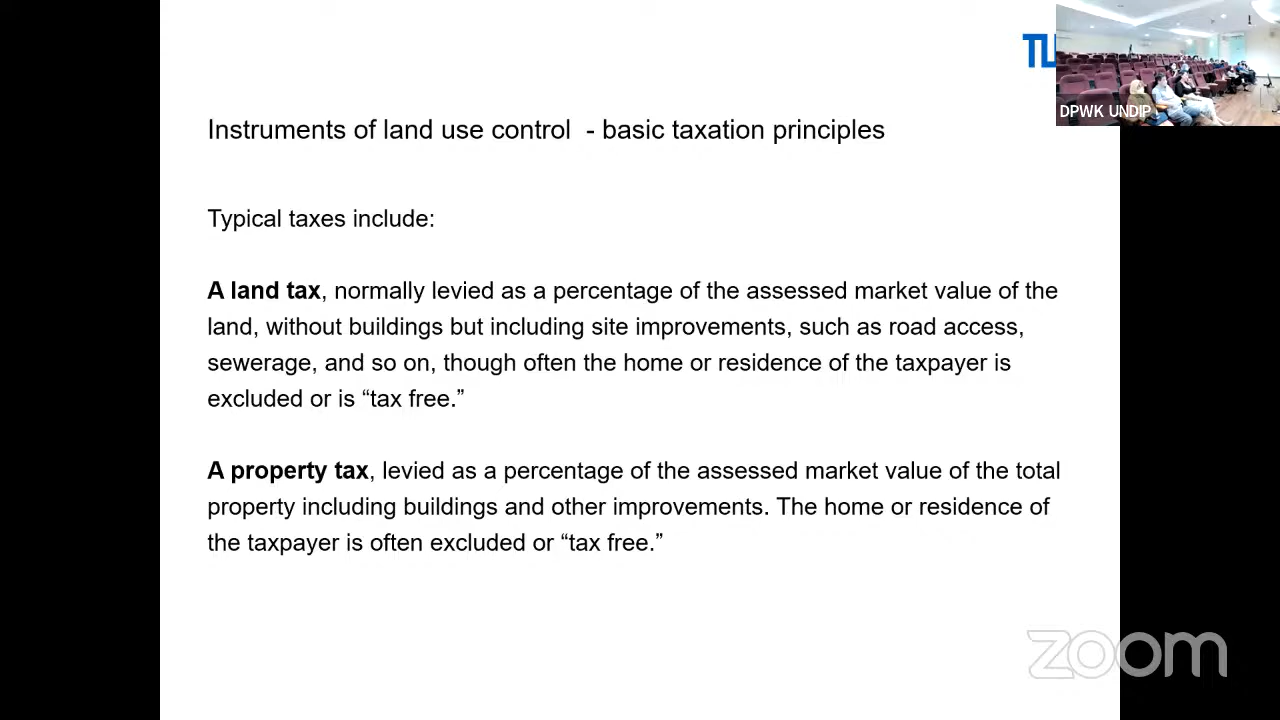 TU
DPWK UNDIP
Instruments of land use control - basic taxation principles
Typical taxes include:
A land tax, normally levied as a percentage of the assessed market value of the
land, without buildings but including site improvements, such as road access,
sewerage, and so on, though often the home or residence of the taxpayer is
excluded or is “tax free.”
A property tax, levied as a percentage of the assessed market value of the total
property including buildings and other improvements. The home or residence of
the taxpayer is often excluded or “tax free.”
zoom